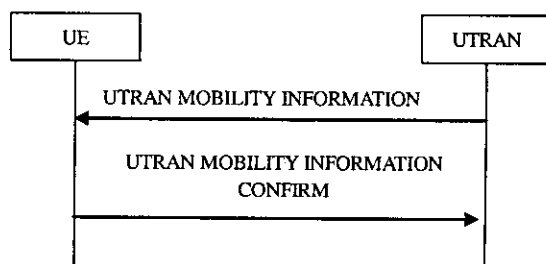 UE
UTRAN
UTRAN MOBILITY INFORMATION
UTRAN MOBILITY INFORMATION
CONFIRM